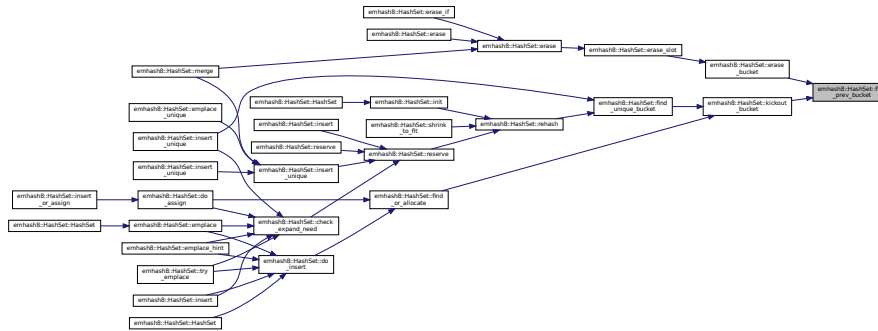 emhash8::HashSet::erase_if
emhash8::HashSet::erase
emhash8::HashSet::erase
emhash8::HashSet::erase_slot
emhash8::HashSet::erase
_bucket
emhash8::HashSet::merge
emhash8::HashSet::fi
_prev_bucket
emhash8::HashSet::HashSet
emhash8::HashSet::init
emhash8::HashSet::find
_unique_bucket
emhash8::HashSet::kickout
_bucket
emhash8::HashSet::emplace
_unique
emhash8::HashSet::insert
emhash8::HashSet::shrink
_to_fit
emhash8::HashSet::rehash
emhash8::HashSet::insert
_unique
emhash8::HashSet::reserve
emhash8::HashSet::reserve
emhash8::HashSet::insert
_unique
emhash8::HashSet::insert
_unique
emhash8::HashSet::insert
_or_assign
emhash8::HashSet::do
_assign
emhash8::HashSet::find
_or_allocate
emhash8::HashSet::HashSet
emhash8::HashSet::emplace
emhash8::HashSet::check
_expand_need
emhash8::HashSet::emplace_hint
emhash8::HashSet::try
_emplace
emhash8::HashSet::do
_insert
emhash8::HashSet::insert
emhash8::HashSet::HashSet